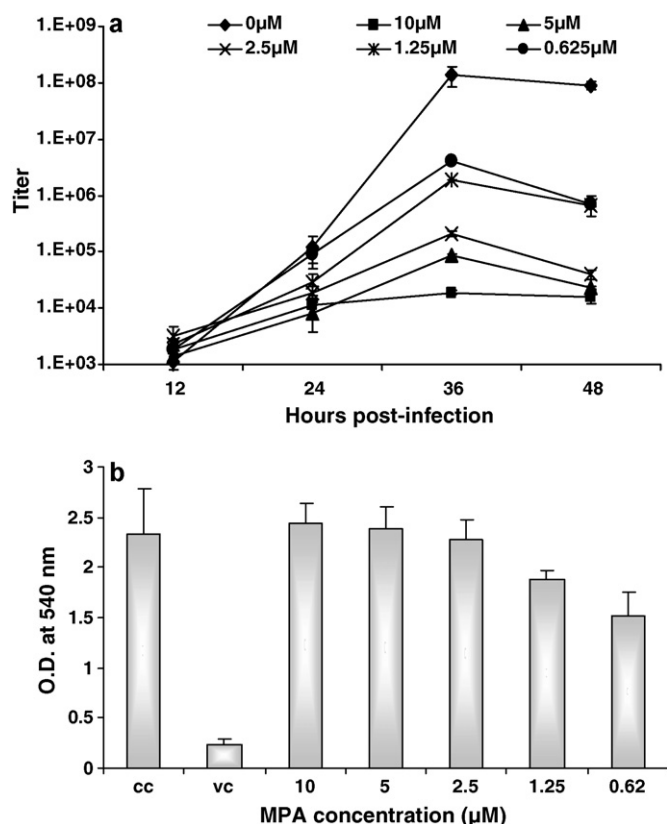 a
0µM 10µM 5µM
2.5µM 1.25µM 0.625µM
1.E+09
1.E+08
1.E+07
1.E+06
1.E+05
1.E+04
1.E+03
Titer
12 24 36 48
Hours post-infection
b
3
2.5
2
1.5
1
0.5
0
O.D. at 540 nm
cc vc 10 5 2.5 1.25 0.62
MPA concentration (µM)